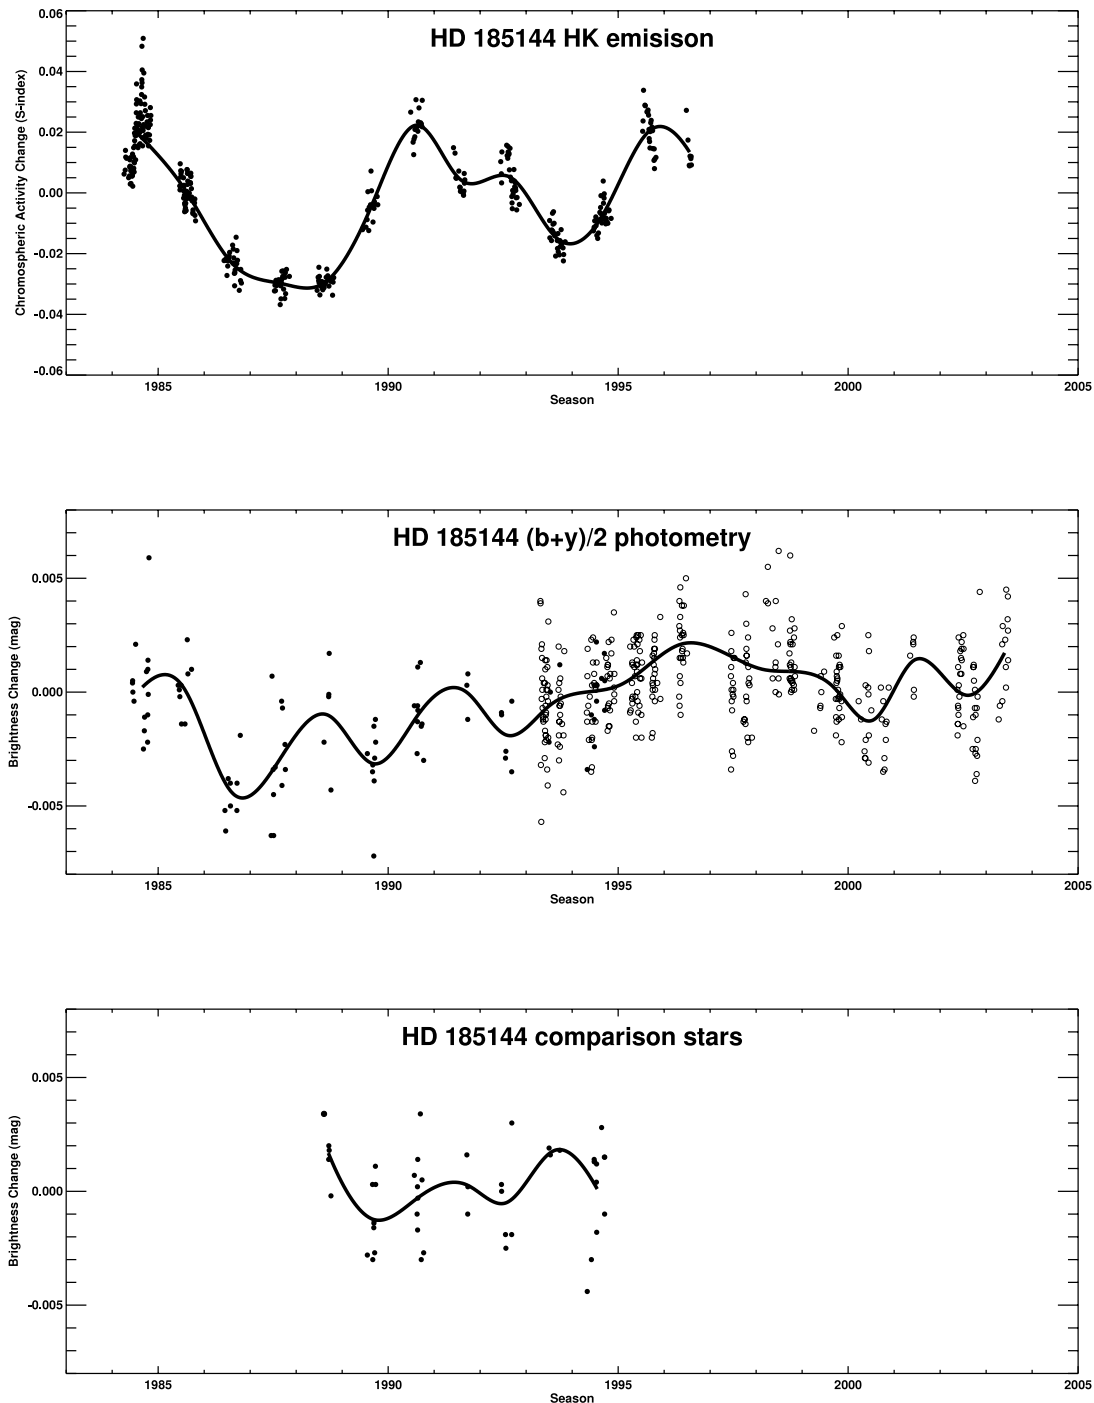 HD 185144 HK emisison
Chromospheric Activity Change (S-index)
0.06
0.04
0.02
0.00
-0.02
-0.04
-0.06
1985 1990 1995 2000 2005
Season
HD 185144 (b+y)/2 photometry
Brightness Change (mag)
0.005
0.000
-0.005
1985 1990 1995 2000 2005
Season
HD 185144 comparison stars
Brightness Change (mag)
0.005
0.000
-0.005
1985 1990 1995 2000 2005
Season